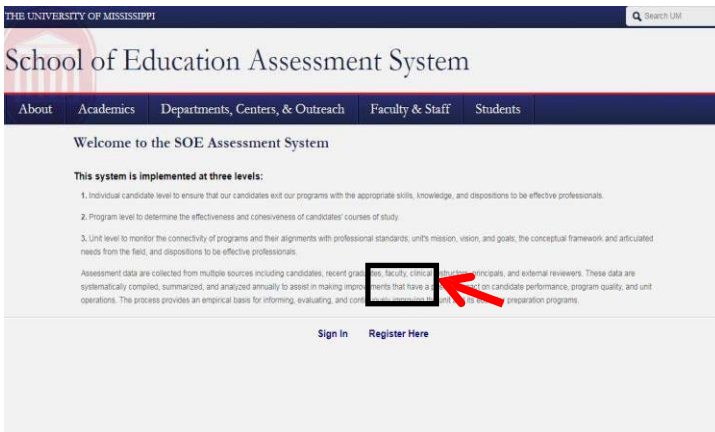 THE UNIVERSITY OF MISSISSIPPI
Search UM
School of Education Assessment System
About Academics Departments, Centers, & Outreach Faculty & Staff Students
Welcome to the SOE Assessment System
This system is implemented at three levels:
1. Individual candidate level to ensure that our candidates exit our programs with the appropriate skills, knowledge, and dispositions to be effective professionals.
2. Program level to determine the effectiveness and cohesiveness of candidates' courses of study.
3. Unit level to monitor the connectivity of programs and their alignments with professional standards, unit's mission, vision, and goals; the conceptual framework and articulated
needs from the field, and dispositions to be effective professionals.
Assessment data are collected from multiple sources including candidates, recent graduates, faculty, clinical instructors, principals, and external reviewers. These data are
systematically compiled, summarized, and analyzed annually to assist in making improvements that have a on candidate performance, program quality, and unit
operations. The process provides an empirical basis for informing, evaluating, and continuously improving the unit its preparation programs.
Sign In Register Here